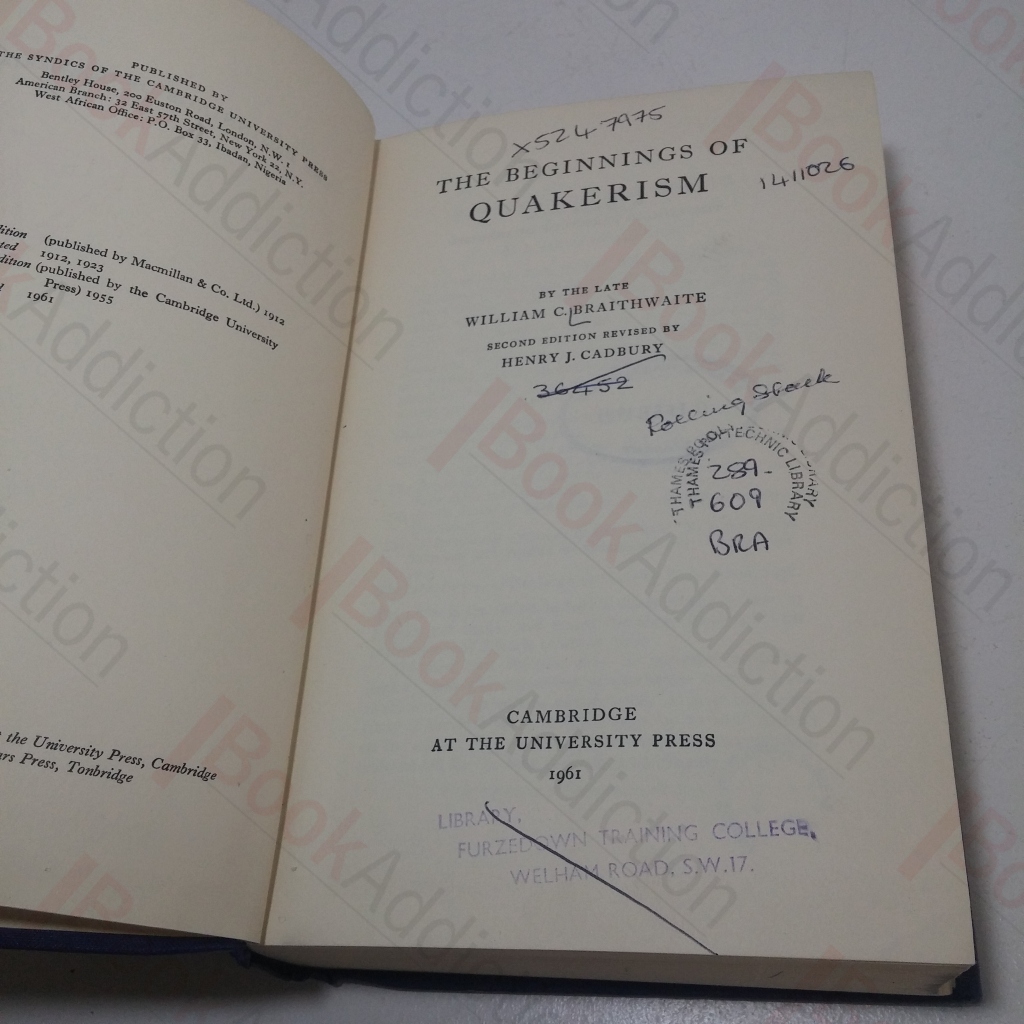 PUBLISHED BY
THE SYNDICS OF THE CAMBRIDGE UNIVERSITY PRESS
Bentley House, 200 Euston Road, London, N.W. 1
American Branch: 32 East 57th Street, New York 22, N.Y.
West African Office: P.O. Box 33, Ibadan, Nigeria
(published by Macmillan & Co. Ltd.) 1912
1912, 1923
(published by the Cambridge University
Press) 1955
1961
the University Press, Cambridge
Press, Tonbridge
X524 7975
THE BEGINNINGS OF
QUAKERISM
1411026
BY THE LATE
WILLIAM C. BRAITHWAITE
SECOND EDITION REVISED BY
HENRY J. CADBURY
36452
Rolling Stack
THAMES POLYTECHNIC LIBRARY
289.
609
BRA
CAMBRIDGE
AT THE UNIVERSITY PRESS
1961
LIBRARY,
FURZEDOWN TRAINING COLLEGE,
WELHAM ROAD, S.W.17.
BookAddiction